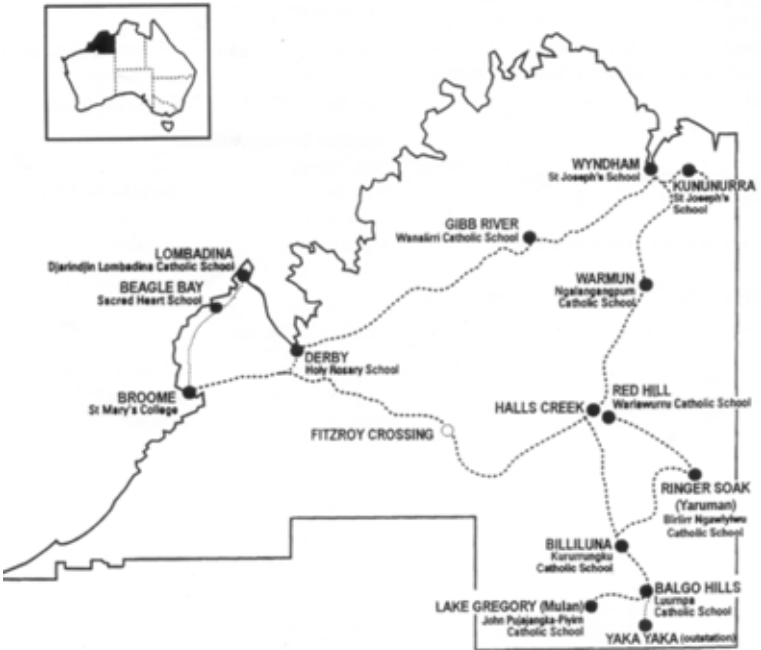 WYNDHAM
St Joseph's School
KUNUNURRA
St Joseph's
School
GIBB RIVER
Wanalirri Catholic School
LOMBADINA
Djarindjin Lombadina Catholic School
BEAGLE BAY
Sacred Heart School
WARMUN
Ngalangangpum
Catholic School
DERBY
Holy Rosary School
BROOME
St Mary's College
RED HILL
Warlawurru Catholic School
HALLS CREEK
FITZROY CROSSING
RINGER SOAK
(Yaruman)
Birlirr Ngawiyiwu
Catholic School
BILLILUNA
Kururrungku
Catholic School
BALGO HILLS
Luurnpa
Catholic School
LAKE GREGORY (Mulan)
John Pujajangka-Piyirn
Catholic School
YAKA YAKA (outstation)